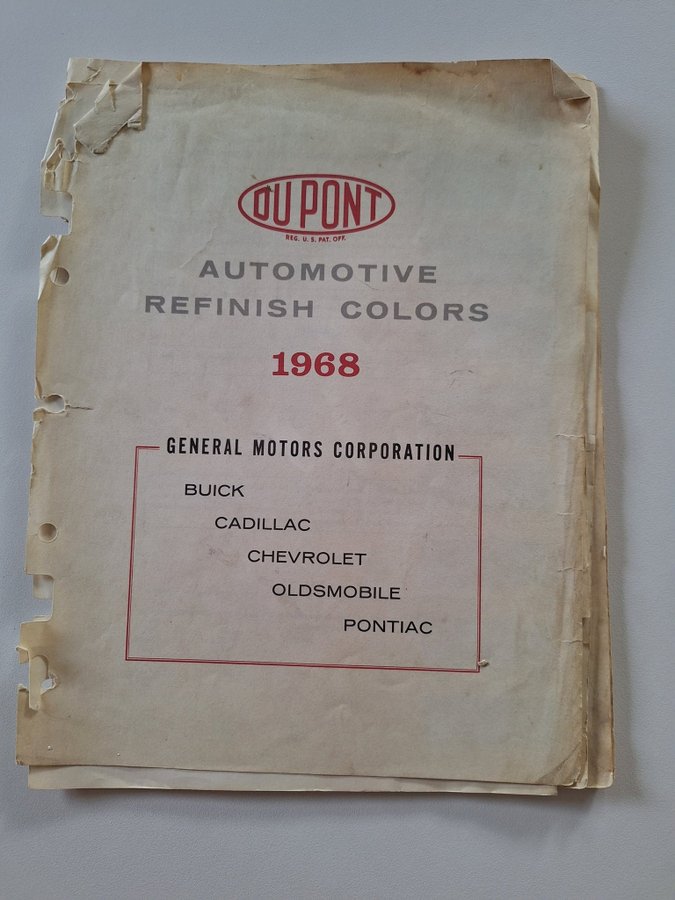 DU PONT
REG. U. S. PAT. OFF.
AUTOMOTIVE
REFINISH COLORS
1968
GENERAL MOTORS CORPORATION
BUICK
CADILLAC
CHEVROLET
OLDSMOBILE
PONTIAC